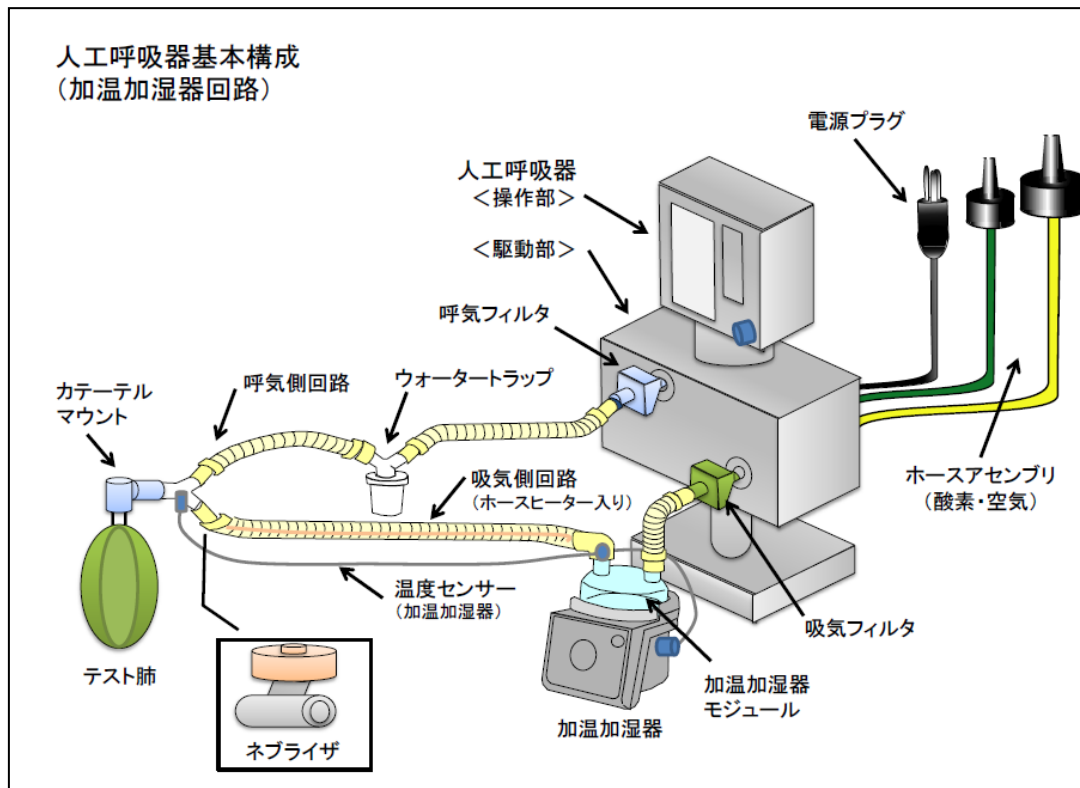 人工呼吸器基本構成
（加温加湿器回路）
電源プラグ
人工呼吸器
＜操作部＞
＜駆動部＞
呼気フィルタ
呼気側回路
ウォータートラップ
カテーテル
マウント
吸気側回路
（ホースヒーター入り）
ホースアセンブリ
（酸素・空気）
温度センサー
（加温加湿器）
吸気フィルタ
テスト肺
加温加湿器
モジュール
加温加湿器
ネブライザ